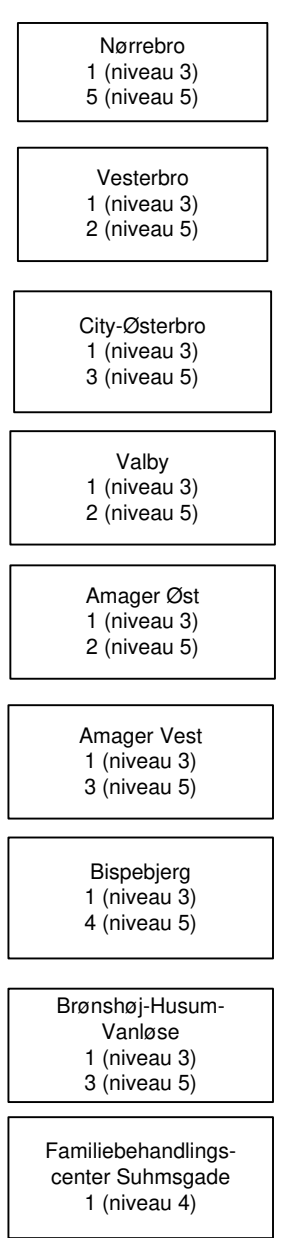 Nørrebro
1 (niveau 3)
5 (niveau 5)
Vesterbro
1 (niveau 3)
2 (niveau 5)
City-Østerbro
1 (niveau 3)
3 (niveau 5)
Valby
1 (niveau 3)
2 (niveau 5)
Amager Øst
1 (niveau 3)
2 (niveau 5)
Amager Vest
1 (niveau 3)
3 (niveau 5)
Bispebjerg
1 (niveau 3)
4 (niveau 5)
Brønshøj-Husum-
Vanløse
1 (niveau 3)
3 (niveau 5)
Familiebehandlings-
center Suhmsgade
1 (niveau 4)